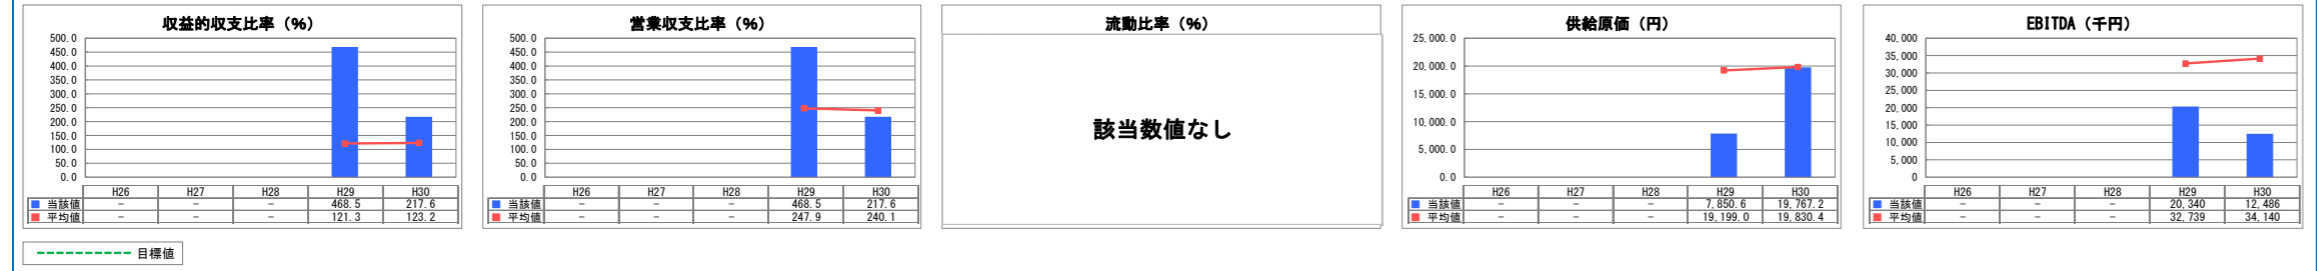 収益的収支比率（%）
500.0
450.0
400.0
350.0
300.0
250.0
200.0
150.0
100.0
50.0
0.0
H26 H27 H28 H29 H30
当該値 － － － 468.5 217.6
平均値 － － － 121.3 123.2
営業収支比率（%）
500.0
450.0
400.0
350.0
300.0
250.0
200.0
150.0
100.0
50.0
0.0
H26 H27 H28 H29 H30
当該値 － － － 468.5 217.6
平均値 － － － 247.9 240.1
流動比率（%）
該当数値なし
供給原価（円）
25,000.0
20,000.0
15,000.0
10,000.0
5,000.0
0.0
H26 H27 H28 H29 H30
当該値 － － － 7,850.6 19,767.2
平均値 － － － 19,199.0 19,830.4
EBITDA（千円）
40,000
35,000
30,000
25,000
20,000
15,000
10,000
5,000
0
H26 H27 H28 H29 H30
当該値 － － － 20,340 12,486
平均値 － － － 32,739 34,140
目標値